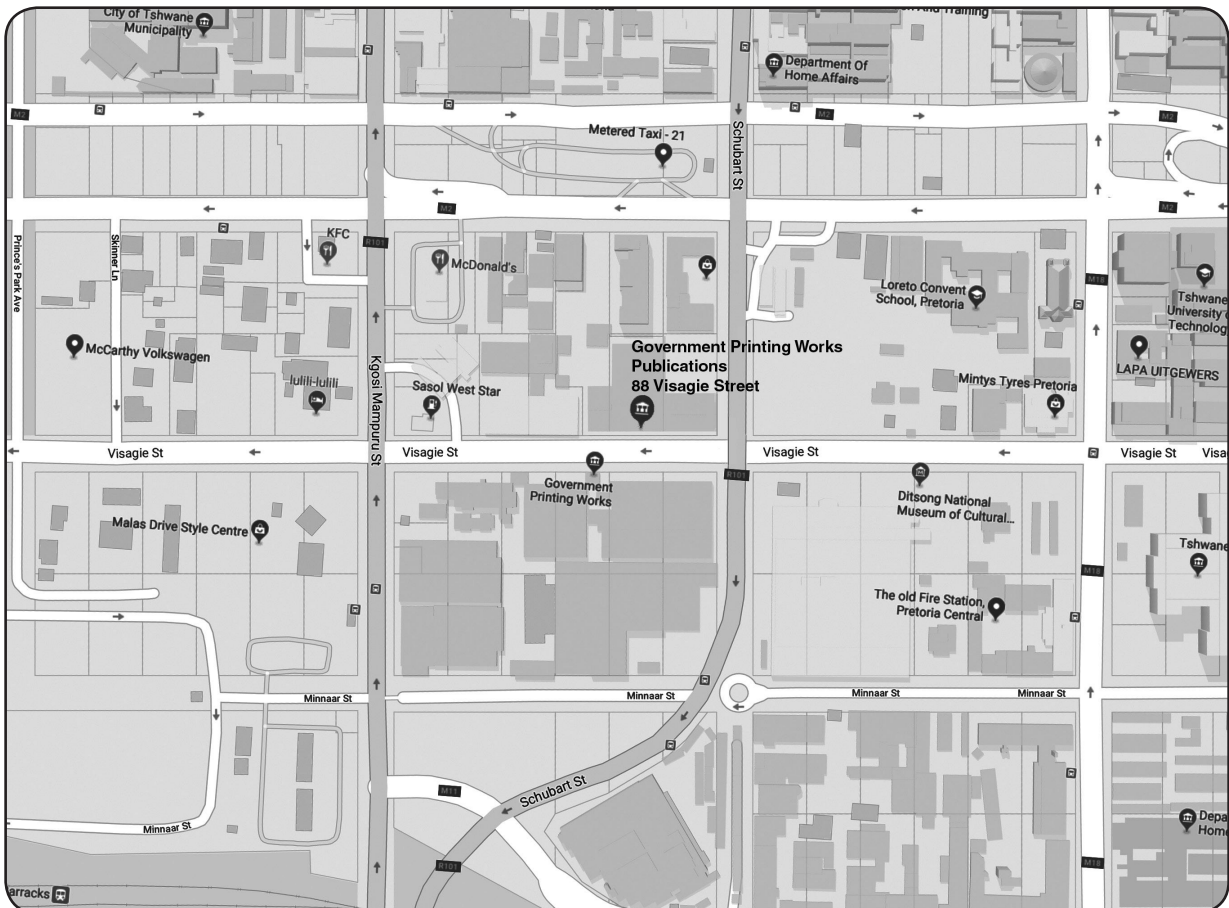 City of Tshwane
Municipality
And Training
Department Of
Home Affairs
M2
M2
M2
Metered Taxi - 21
Schubart St
M2
M2
Prince's Park Ave
Skinner Ln
KFC
R101
McDonald's
Loreto Convent
School, Pretoria
M18
Tshwane
University
Technolog
McCarthy Volkswagen
Kgosi Mampuru St
Government Printing Works
Publications
88 Visagie Street
LAPA UITGEWERS
lulili-lulili
Sasol West Star
Mintys Tyres Pretoria
Visagie St
Visagie St
Visagie St
Visagie St
Visa
R101
Government
Printing Works
Ditsong National
Museum of Cultural...
Malas Drive Style Centre
Tshwane
M18
The old Fire Station,
Pretoria Central
Minnaar St
Minnaar St
Minnaar St
Minnaar St
M11
Schubart St
Minnaar St
Depa
Home
R101
M18
arracks